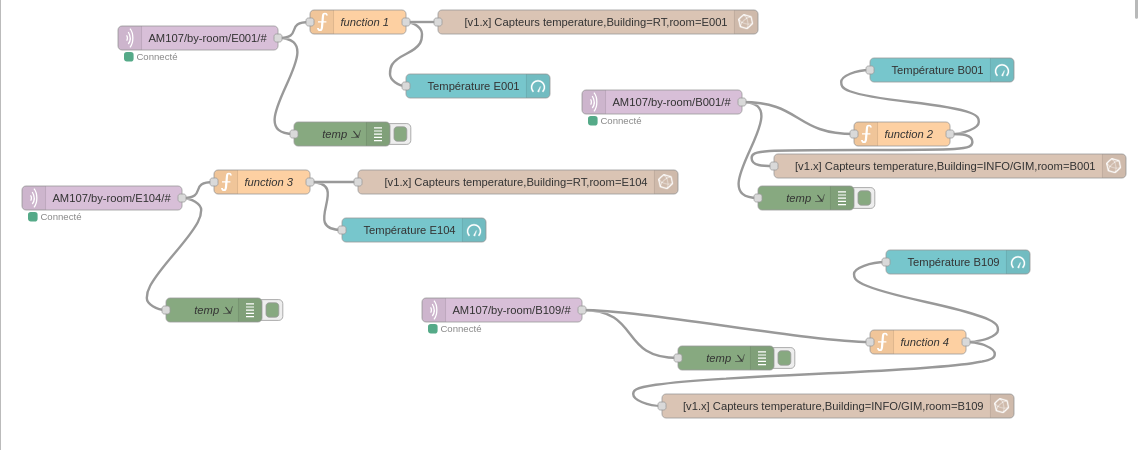 function 1
[v1.x] Capteurs temperature,Building=RT,room=E001
AM107/by-room/E001/#
Connecté
Température E001
temp ⇲
Température B001
AM107/by-room/B001/#
Connecté
function 2
[v1.x] Capteurs temperature,Building=INFO/GIM,room=B001
temp ⇲
function 3
[v1.x] Capteurs temperature,Building=RT,room=E104
AM107/by-room/E104/#
Connecté
Température E104
temp ⇲
Température B109
AM107/by-room/B109/#
Connecté
function 4
temp ⇲
[v1.x] Capteurs temperature,Building=INFO/GIM,room=B109